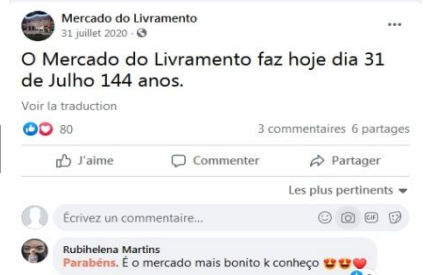 Mercado do Livramento
31 juillet 2020 ·
O Mercado do Livramento faz hoje dia 31
de Julho 144 anos.
Voir la traduction
80
3 commentaires 6 partages
J'aime
Commenter
Partager
Les plus pertinents
Écrivez un commentaire...
GIF
Rubihelena Martins
Parabéns. É o mercado mais bonito k conheço 😍😍❤️